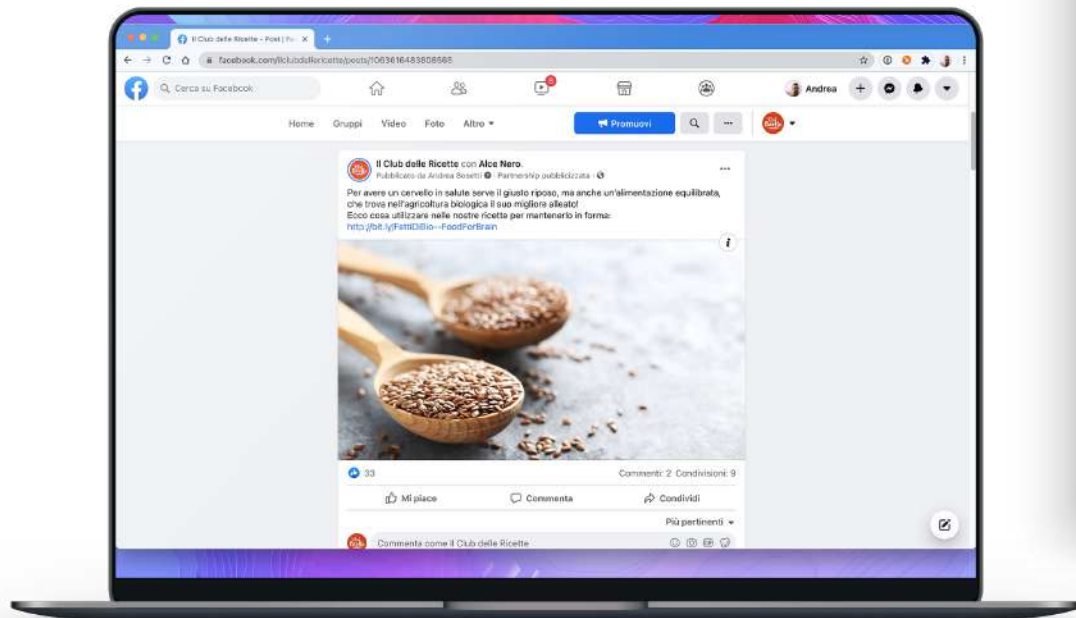 Il Club delle Ricette - Post | Fa
facebook.com/ilclubdellericette/posts/
Cerca su Facebook
Andrea
Home Gruppi Video Foto Altro
Promuovi
Il Club delle Ricette con Alce Nero.
Pubblicato da Andrea Bosetti · Partnership pubblicizzata ·
Per avere un cervello in salute serve il giusto riposo, ma anche un'alimentazione equilibrata,
che trova nell'agricoltura biologica il suo migliore alleato!
Ecco cosa utilizzare nelle nostre ricette per mantenerlo in forma:
http://bit.ly/FattiDiBio--FoodForBrain
33
Commenti: 2 Condivisioni: 9
Mi piace Commenta Condividi
Più pertinenti
Commenta come Il Club delle Ricette